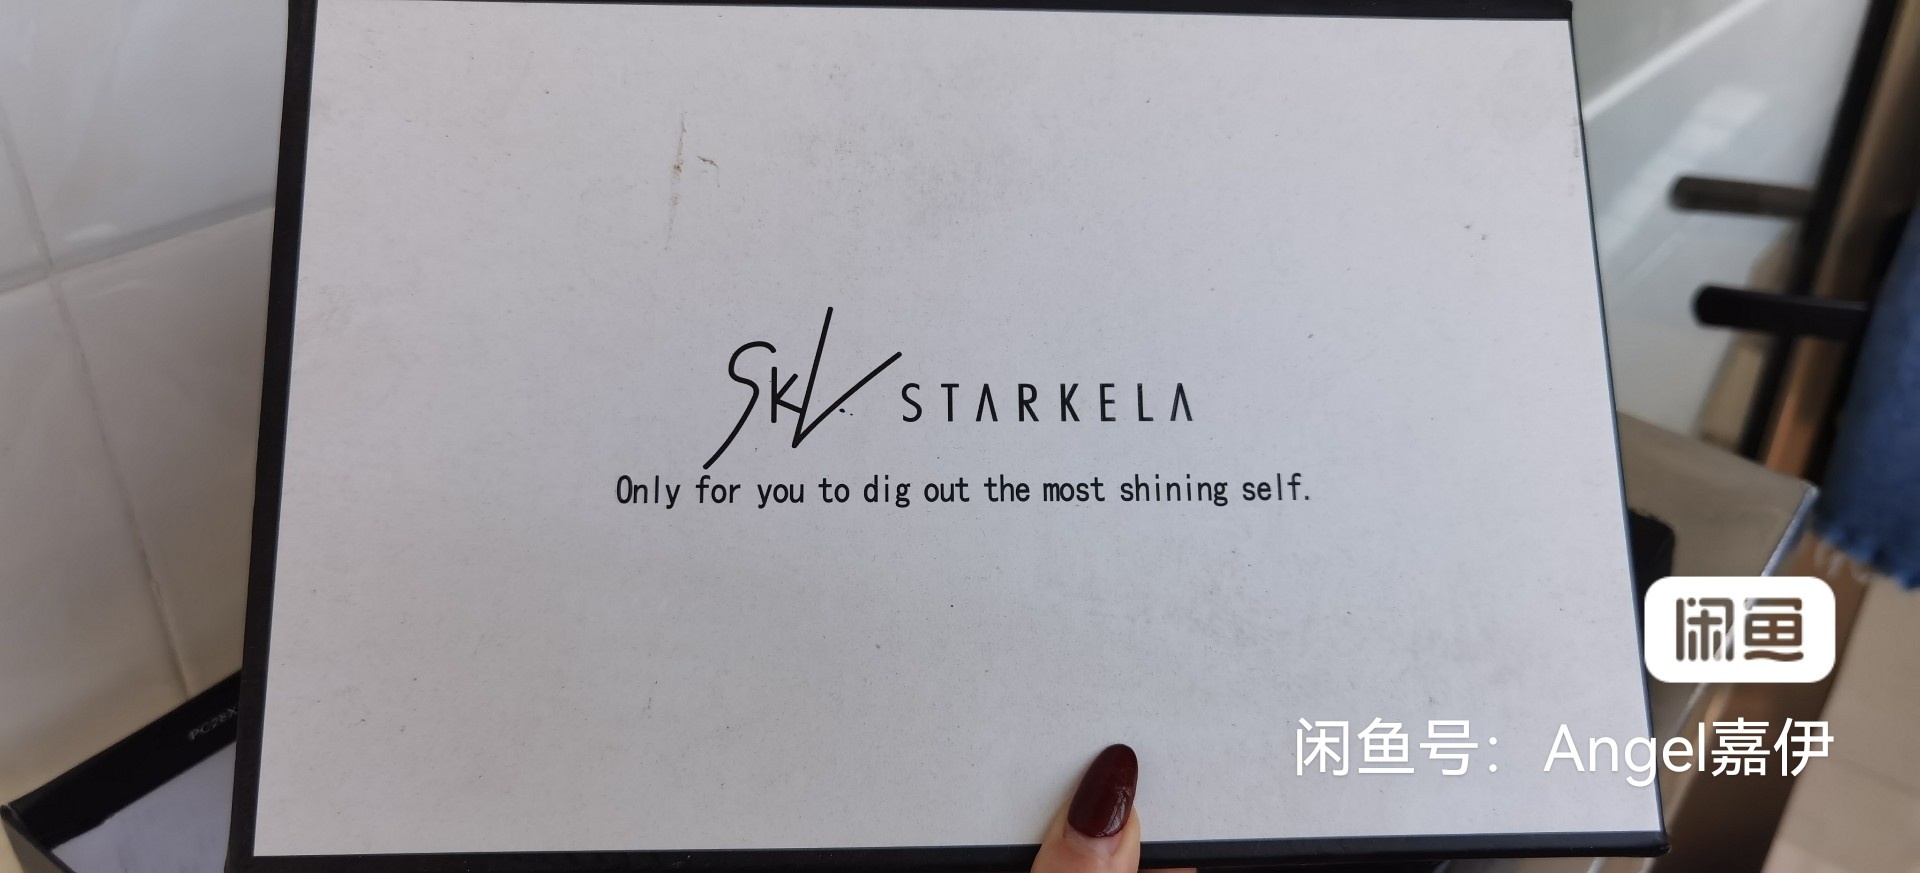 SKL STARKELA
Only for you to dig out the most shining self.
闲鱼
闲鱼号：Angel嘉伊